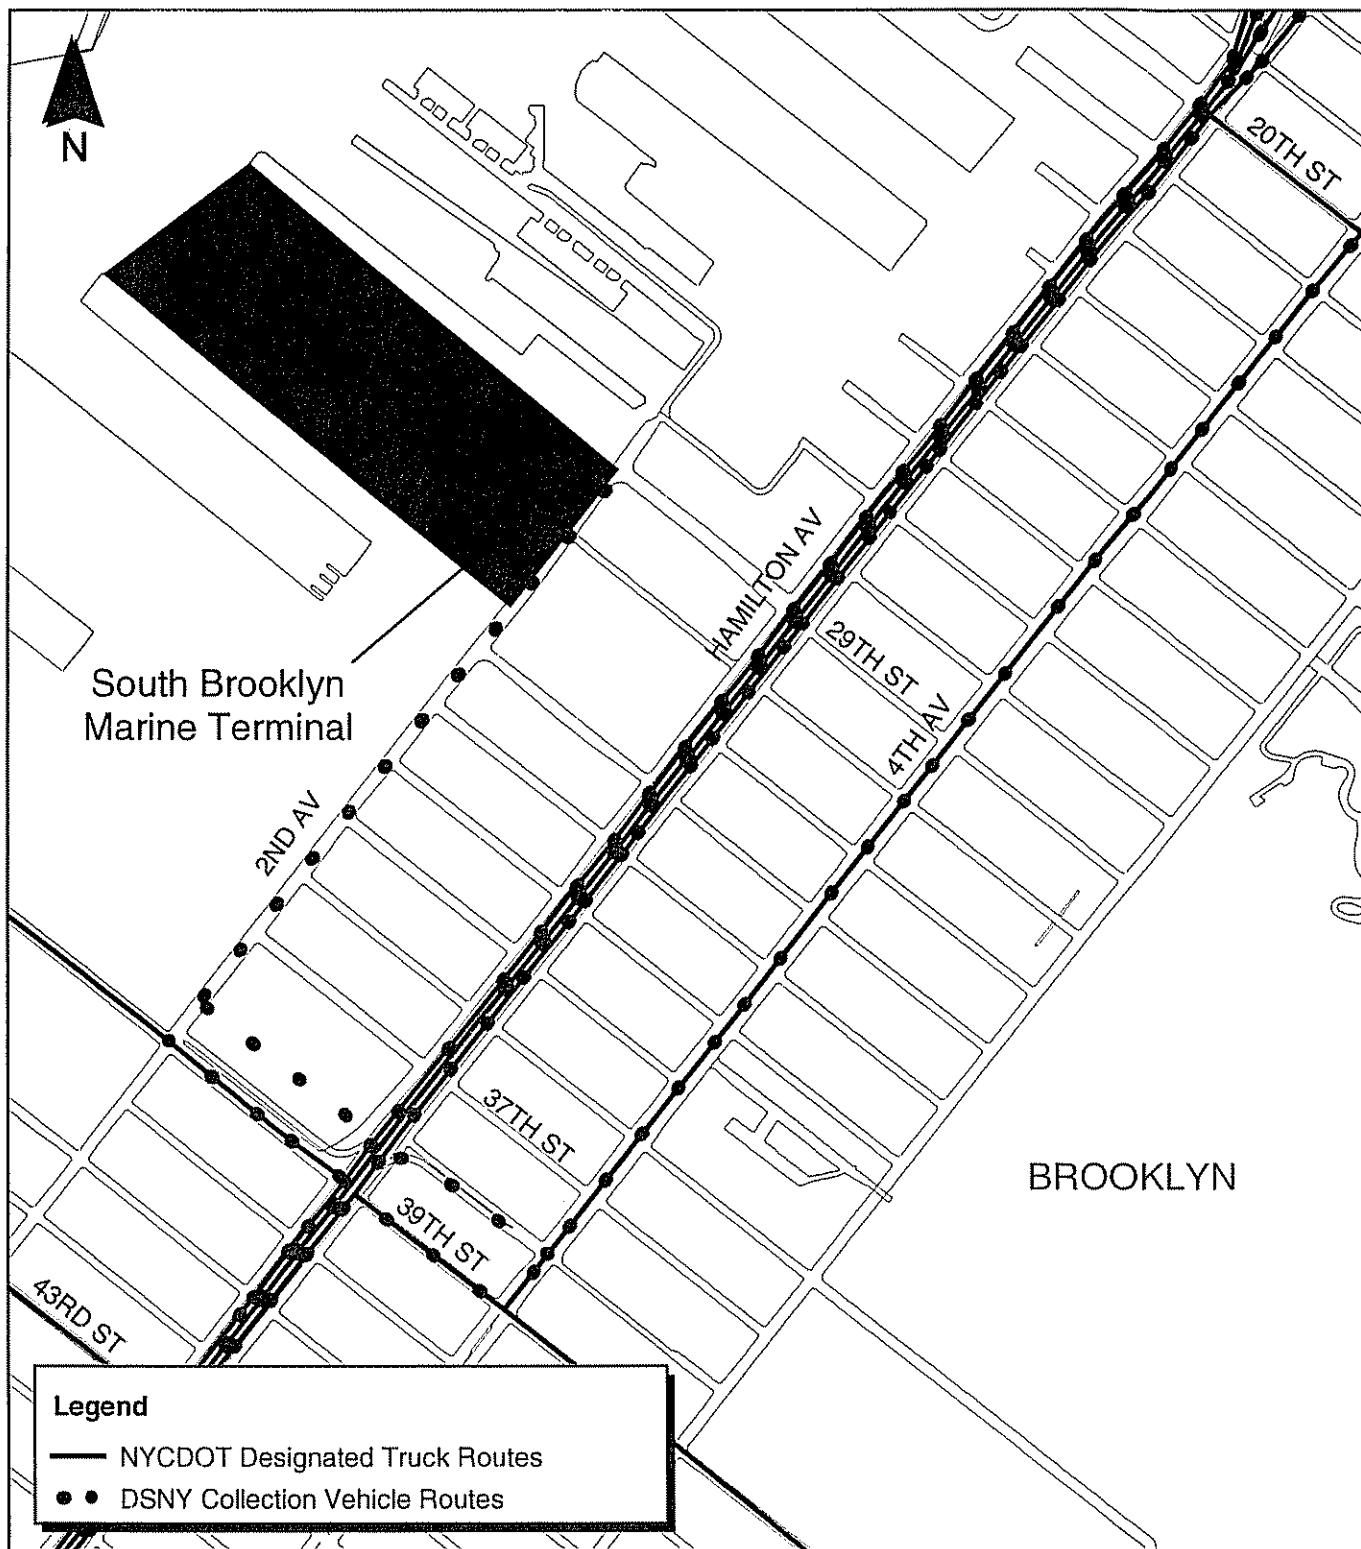 N
20TH ST
HAMILTON AV
29TH ST
4TH AV
South Brooklyn
Marine Terminal
2ND AV
37TH ST
39TH ST
BROOKLYN
43RD ST
Legend
NYCDOT Designated Truck Routes
DSNY Collection Vehicle Routes